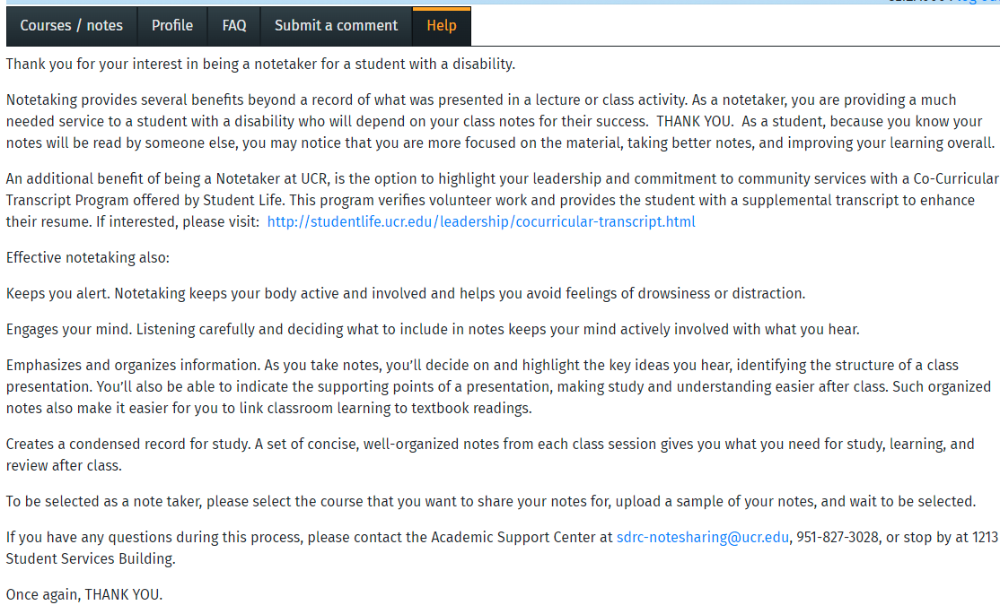 Courses / notes Profile FAQ Submit a comment Help
Thank you for your interest in being a notetaker for a student with a disability.
Notetaking provides several benefits beyond a record of what was presented in a lecture or class activity. As a notetaker, you are providing a much
needed service to a student with a disability who will depend on your class notes for their success.  THANK YOU.  As a student, because you know your
notes will be read by someone else, you may notice that you are more focused on the material, taking better notes, and improving your learning overall.
An additional benefit of being a Notetaker at UCR, is the option to highlight your leadership and commitment to community services with a Co-Curricular
Transcript Program offered by Student Life. This program verifies volunteer work and provides the student with a supplemental transcript to enhance
their resume. If interested, please visit:  http://studentlife.ucr.edu/leadership/cocurricular-transcript.html
Effective notetaking also:
Keeps you alert. Notetaking keeps your body active and involved and helps you avoid feelings of drowsiness or distraction.
Engages your mind. Listening carefully and deciding what to include in notes keeps your mind actively involved with what you hear.
Emphasizes and organizes information. As you take notes, you’ll decide on and highlight the key ideas you hear, identifying the structure of a class
presentation. You’ll also be able to indicate the supporting points of a presentation, making study and understanding easier after class. Such organized
notes also make it easier for you to link classroom learning to textbook readings.
Creates a condensed record for study. A set of concise, well-organized notes from each class session gives you what you need for study, learning, and
review after class.
To be selected as a note taker, please select the course that you want to share your notes for, upload a sample of your notes, and wait to be selected.
If you have any questions during this process, please contact the Academic Support Center at sdrc-notesharing@ucr.edu, 951-827-3028, or stop by at 1213
Student Services Building.
Once again, THANK YOU.